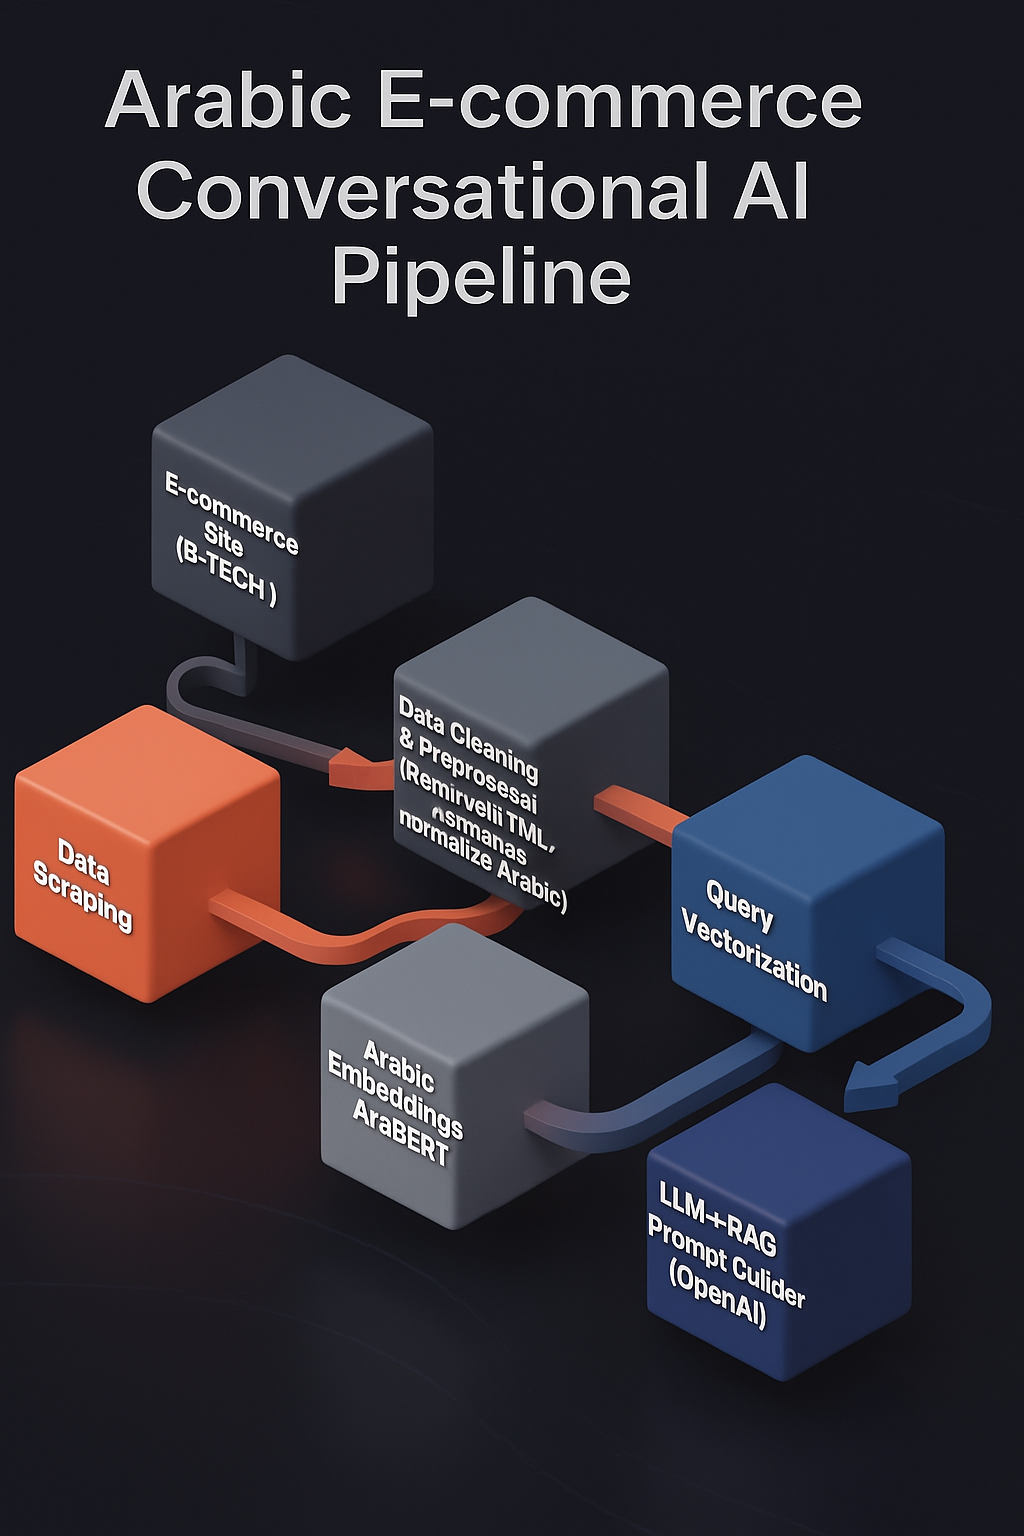 Arabic E-commerce
Conversational AI
Pipeline
E-commerce
Site
(B-TECH )
Data Cleaning
& Preprosesai
(Remirvelii TML,
Asrmanas
normalize Arabic)
Data
Scraping
Query
Vectorization
Arabic
Embeddings
AraBERT
LLM+RAG
Prompt Culider
(OpenAI)